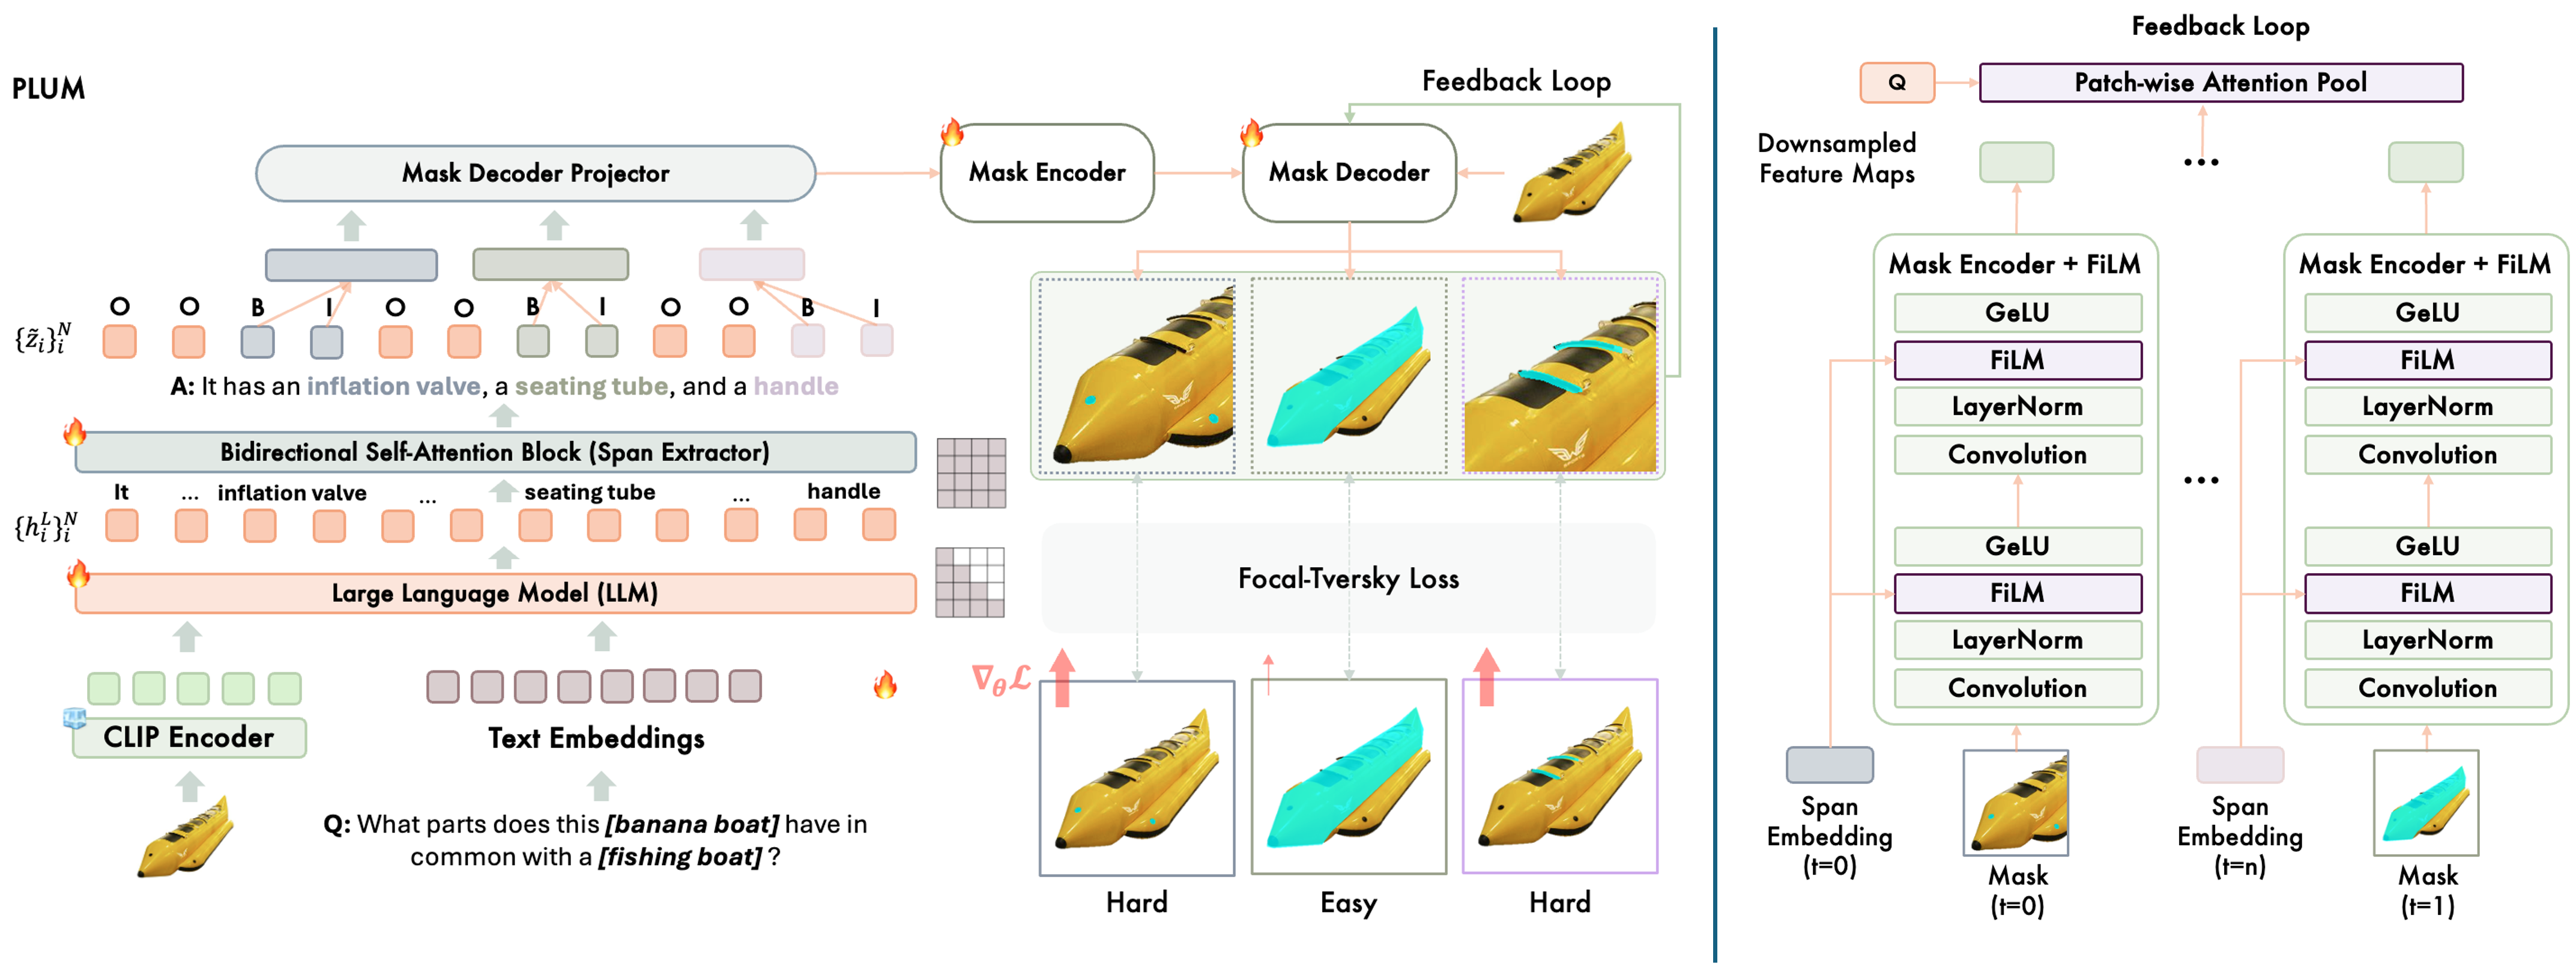 PLUM
Feedback Loop
Mask Decoder Projector
Mask Encoder
Mask Decoder
O O B I O O B I O O B I
{z̃_i}_i^N
A: It has an inflation valve, a seating tube, and a handle
Bidirectional Self-Attention Block (Span Extractor)
It ... inflation valve ... seating tube ... handle
{h_i^L}_i^N
Large Language Model (LLM)
CLIP Encoder
Text Embeddings
Q: What parts does this [banana boat] have in
common with a [fishing boat] ?
Focal-Tversky Loss
∇_θ ℒ
Hard
Easy
Hard
Feedback Loop
Q
Patch-wise Attention Pool
Downsampled
Feature Maps
...
Mask Encoder + FiLM
GeLU
FiLM
LayerNorm
Convolution
GeLU
FiLM
LayerNorm
Convolution
Span
Embedding
(t=0)
Mask
(t=0)
...
Mask Encoder + FiLM
GeLU
FiLM
LayerNorm
Convolution
GeLU
FiLM
LayerNorm
Convolution
Span
Embedding
(t=n)
Mask
(t=1)